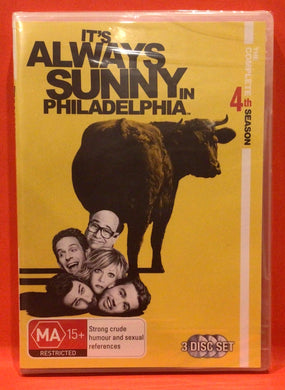 IT'S
ALWAYS
SUNNY IN
PHILADELPHIA™
THE COMPLETE 4th SEASON
MA 15+
RESTRICTED
Strong crude
humour and sexual
references
3 DISC SET